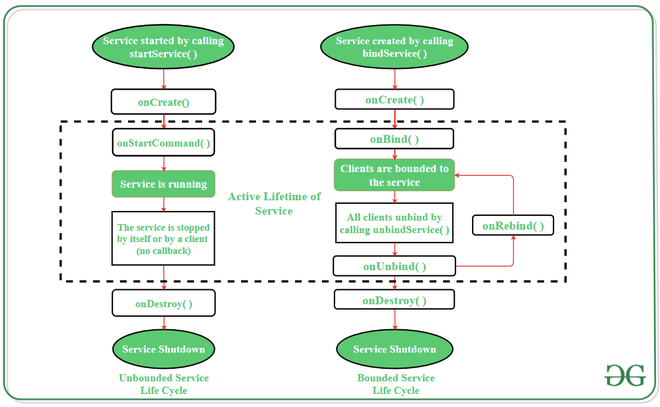 Service started by calling
startService( )
onCreate()
onStartCommand( )
Service is running
The service is stopped
by itself or by a client
(no callback)
onDestroy( )
Service Shutdown
Unbounded Service
Life Cycle
Active Lifetime of
Service
Service created by calling
bindService( )
onCreate( )
onBind( )
Clients are bounded to
the service
All clients unbind by
calling unbindService( )
onRebind( )
onUnbind( )
onDestroy( )
Service Shutdown
Bounded Service
Life Cycle